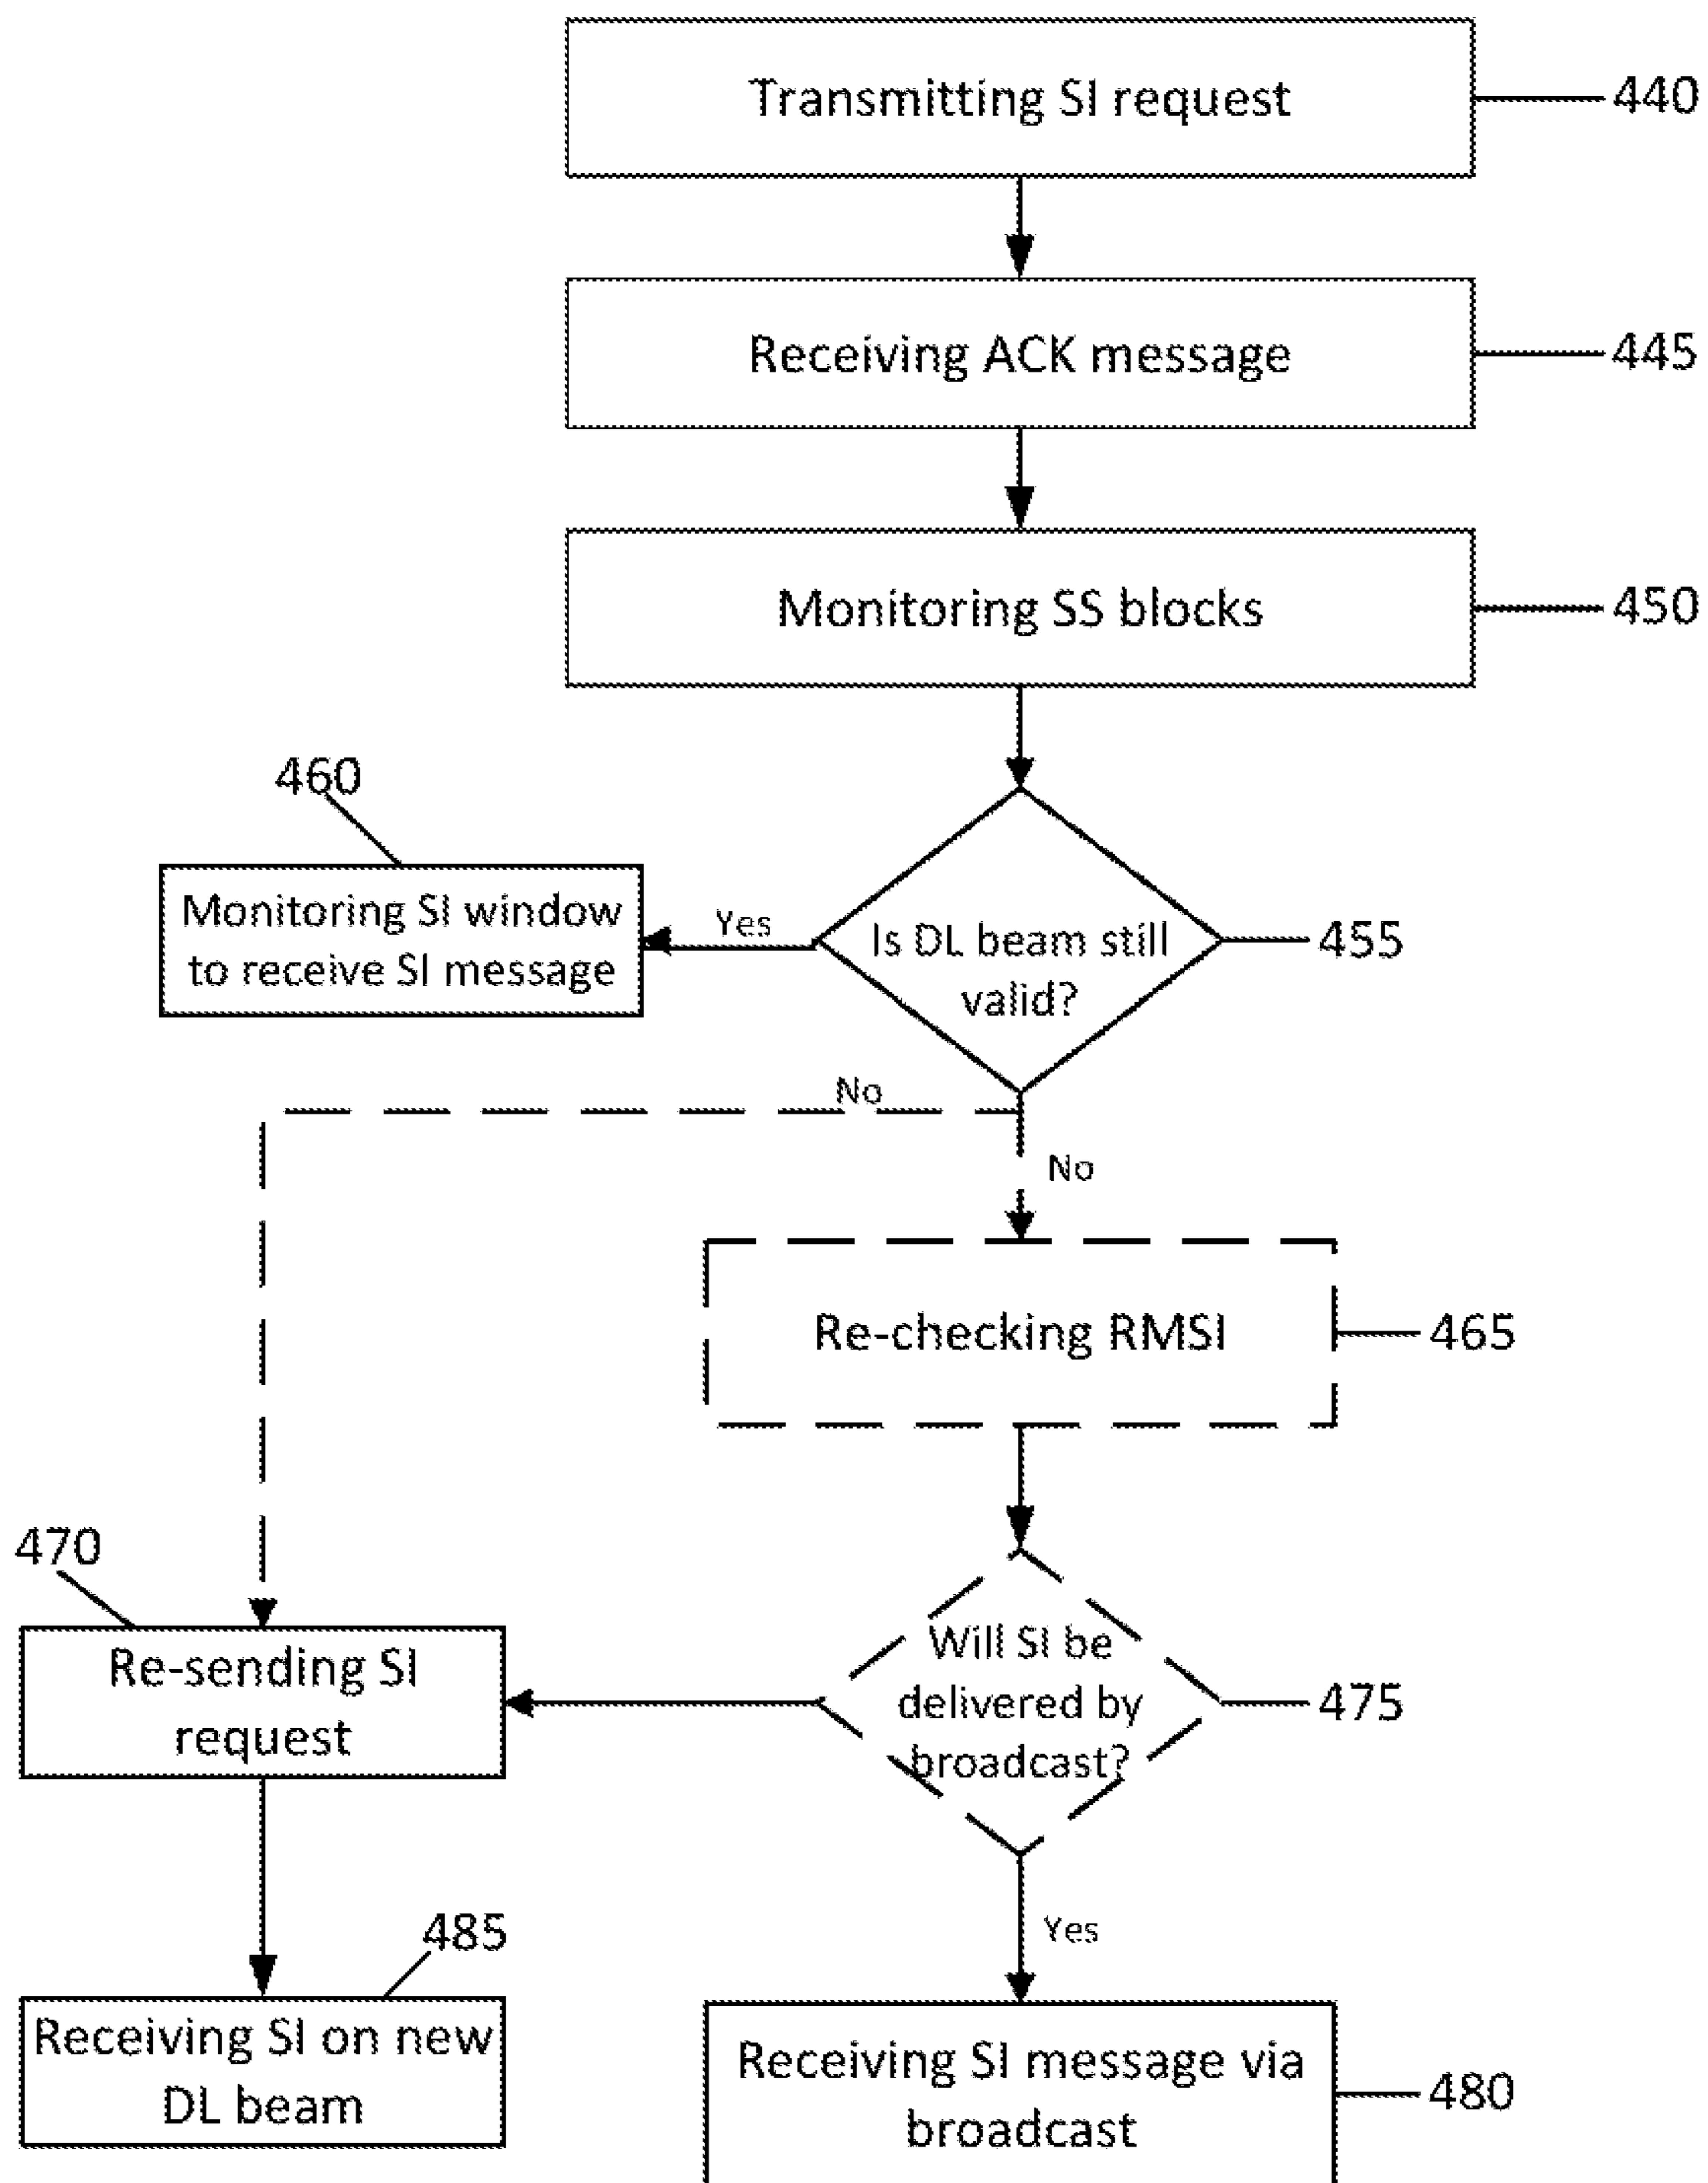 Transmitting SI request
440
Receiving ACK message
445
Monitoring SS blocks
450
460
Monitoring SI window
to receive SI message
Yes
Is DL beam still
valid?
455
No
No
Re-checking RMSI
465
470
Re-sending SI
request
Will SI be
delivered by
broadcast?
475
485
Yes
Receiving SI on new
DL beam
Receiving SI message via
broadcast
480